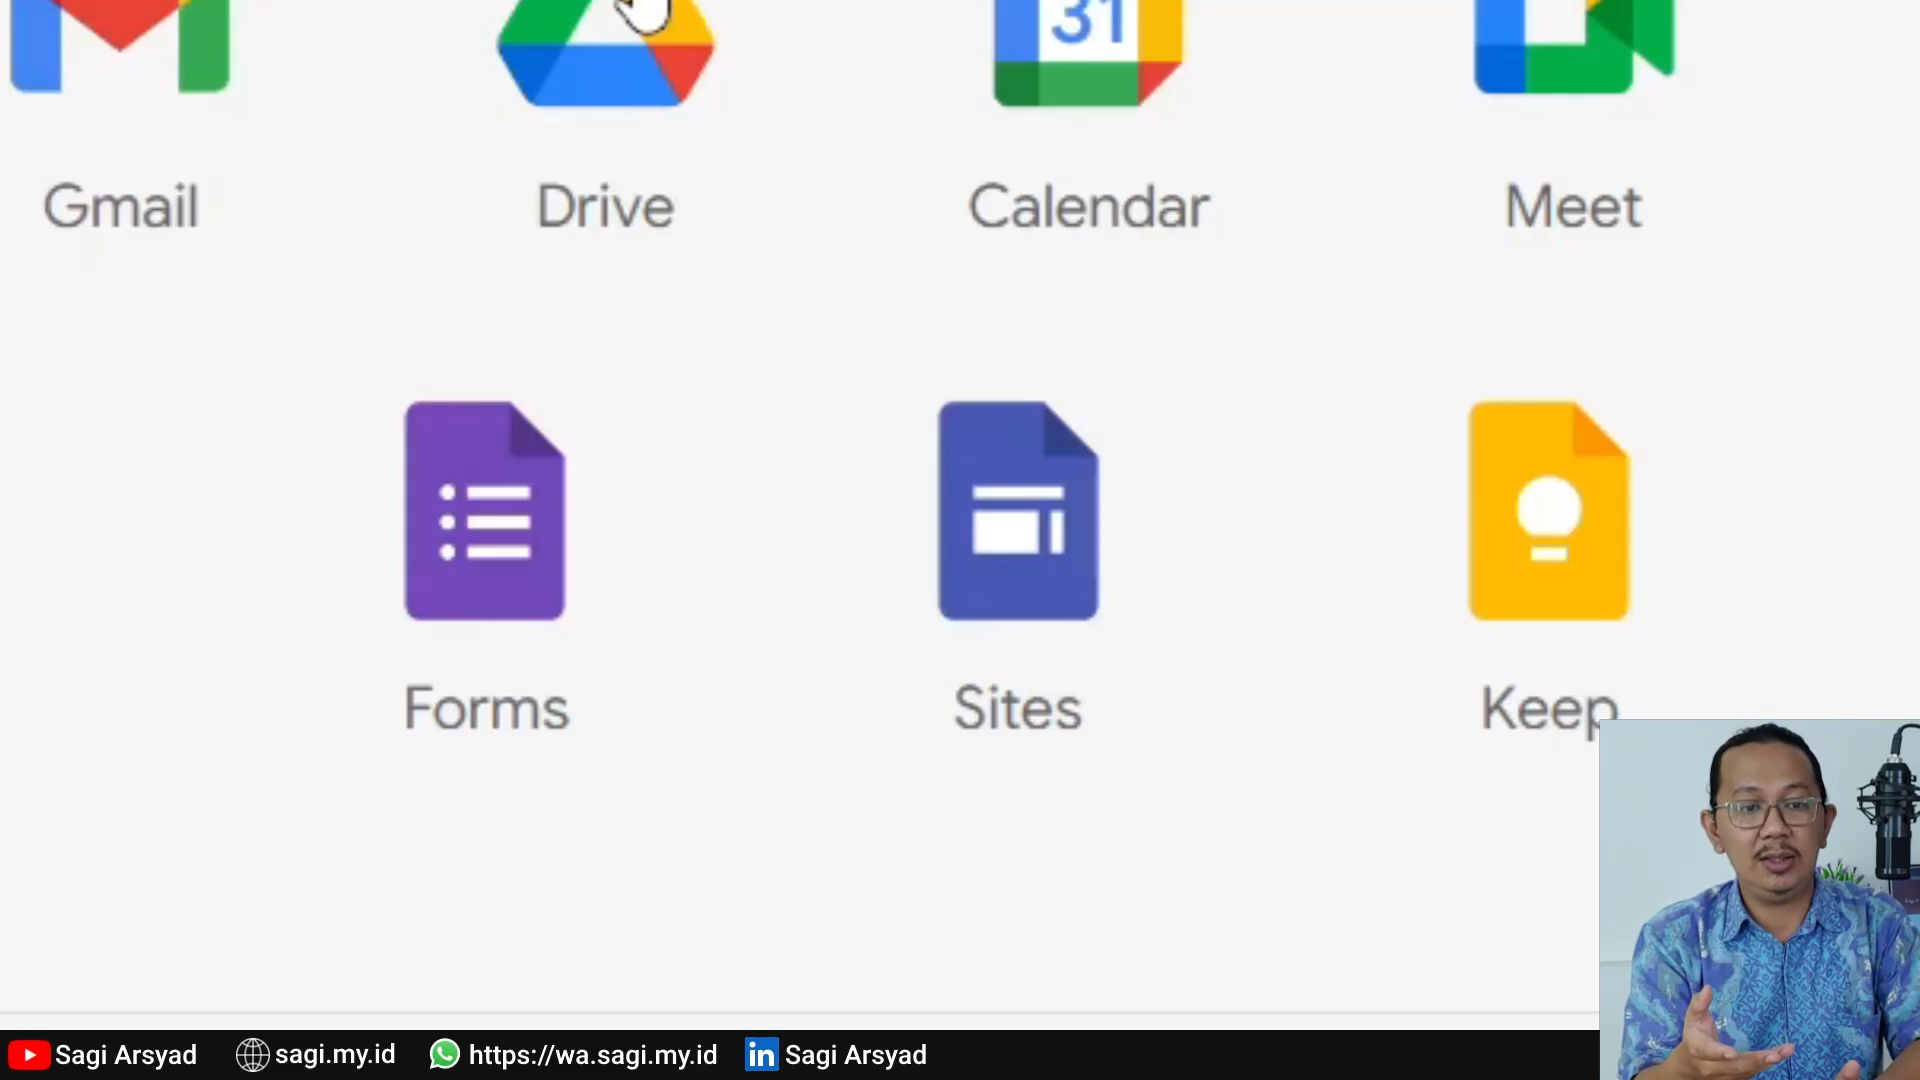 31
Gmail
Drive
Calendar
Meet
Forms
Sites
Keep
Sagi Arsyad
sagi.my.id
https://wa.sagi.my.id
in Sagi Arsyad